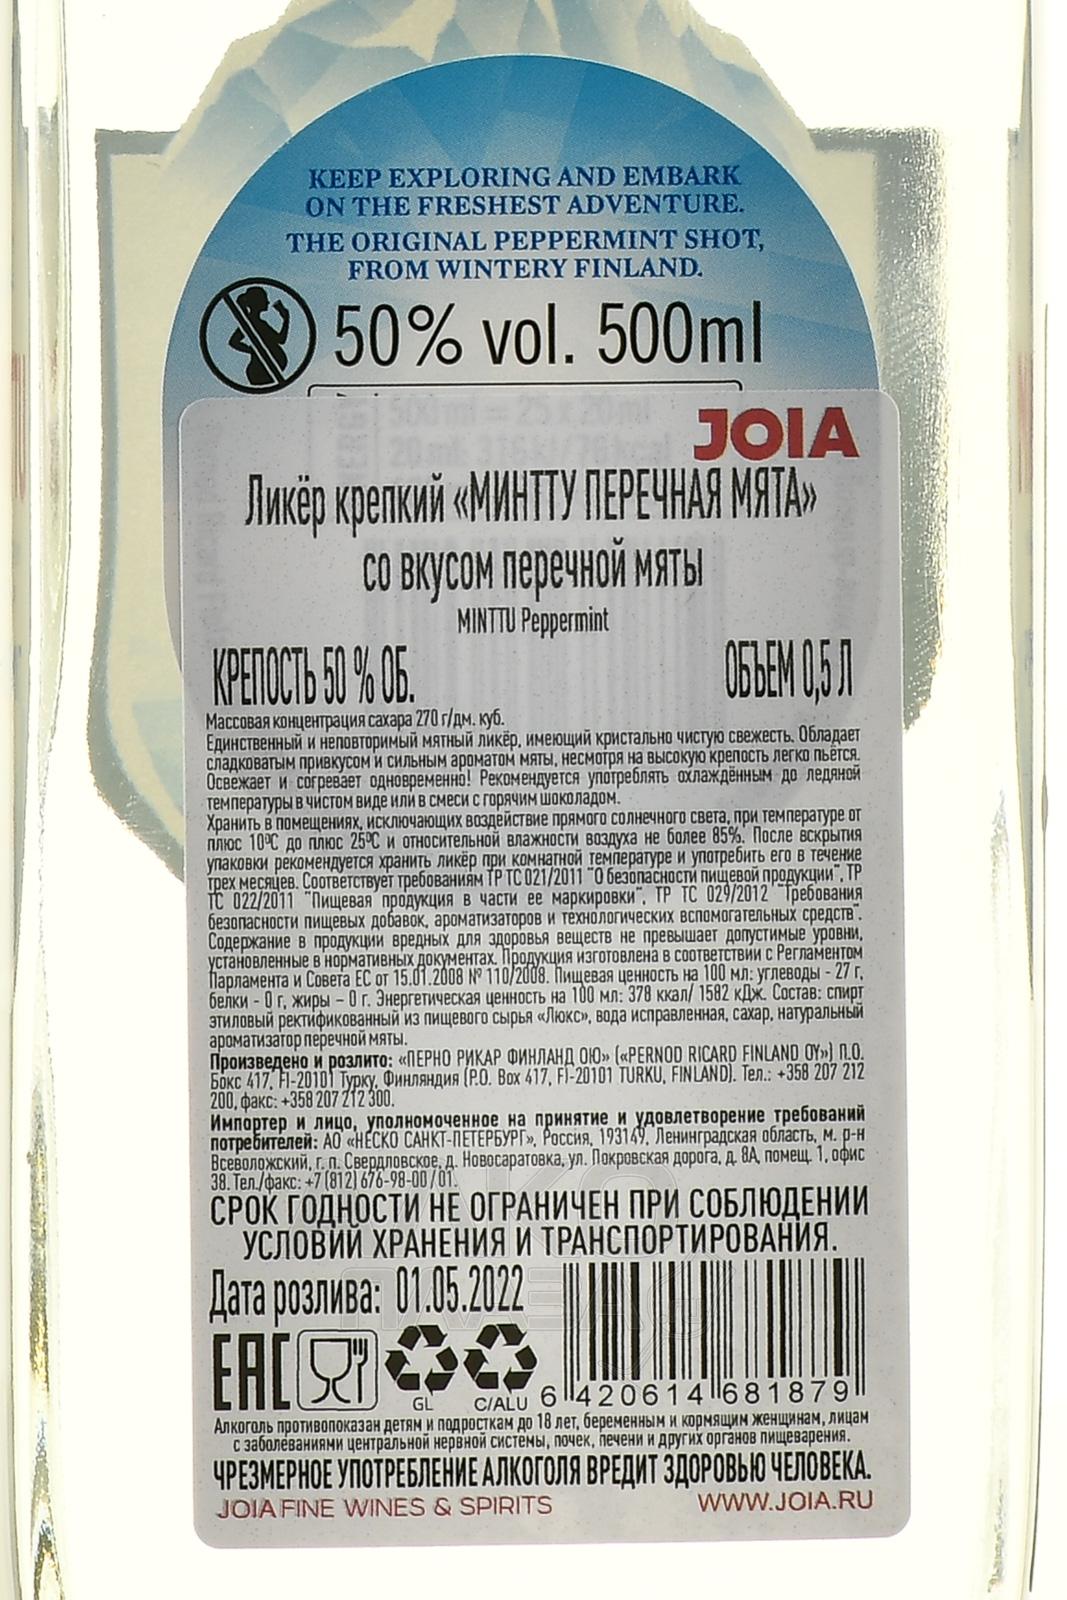 KEEP EXPLORING AND EMBARK
ON THE FRESHEST ADVENTURE.
THE ORIGINAL PEPPERMINT SHOT,
FROM WINTERY FINLAND.
50% vol. 500ml
500ml = 25 x 20ml
JOIA
Ликёр крепкий «МИНТТУ ПЕРЕЧНАЯ МЯТА»
со вкусом перечной мяты
MINTTU Peppermint
КРЕПОСТЬ 50 % ОБ. ОБЪЕМ 0,5 Л
Массовая концентрация сахара 270 г/дм. куб.
Единственный и неповторимый мятный ликёр, имеющий кристально чистую свежесть. Обладает
сладковатым привкусом и сильным ароматом мяты, несмотря на высокую крепость легко пьётся.
Освежает и согревает одновременно! Рекомендуется употреблять охлаждённым до ледяной
температуры в чистом виде или в смеси с горячим шоколадом.
Хранить в помещениях, исключающих воздействие прямого солнечного света, при температуре от
плюс 10ºС до плюс 25ºС и относительной влажности воздуха не более 85%. После вскрытия
упаковки рекомендуется хранить ликёр при комнатной температуре и употребить его в течение
трех месяцев. Соответствует требованиям ТР ТС 021/2011 "О безопасности пищевой продукции", ТР
ТС 022/2011 "Пищевая продукция в части ее маркировки", ТР ТС 029/2012 "Требования
безопасности пищевых добавок, ароматизаторов и технологических вспомогательных средств".
Содержание в продукции вредных для здоровья веществ не превышает допустимые уровни,
установленные в нормативных документах. Продукция изготовлена в соответствии с Регламентом
Парламента и Совета ЕС от 15.01.2008 № 110/2008. Пищевая ценность на 100 мл: углеводы - 27 г,
белки - 0 г, жиры – 0 г. Энергетическая ценность на 100 мл: 378 ккал/ 1582 кДж. Состав: спирт
этиловый ректификованный из пищевого сырья «Люкс», вода исправленная, сахар, натуральный
ароматизатор перечной мяты.
Произведено и розлито: «ПЕРНО РИКАР ФИНЛАНД ОЮ» («PERNOD RICARD FINLAND OY») П.О.
Бокс 417, FI-20101 Турку, Финляндия (P.O. Box 417, FI-20101 TURKU, FINLAND). Тел.: +358 207 212
200, факс: +358 207 212 300.
Импортер и лицо, уполномоченное на принятие и удовлетворение требований
потребителей: АО «НЕСКО САНКТ-ПЕТЕРБУРГ», Россия, 193149, Ленинградская область, м. р-н
Всеволожский, г. п. Свердловское, д. Новосаратовка, ул. Покровская дорога, д. 8А, помещ. 1, офис
38. Тел./факс: +7 (812) 676-98-00 /01.
СРОК ГОДНОСТИ НЕ ОГРАНИЧЕН ПРИ СОБЛЮДЕНИИ
УСЛОВИЙ ХРАНЕНИЯ И ТРАНСПОРТИРОВАНИЯ.
Дата розлива: 01.05.2022
EAC
GL C/ALU
6 420614 681879
Алкоголь противопоказан детям и подросткам до 18 лет, беременным и кормящим женщинам, лицам
с заболеваниями центральной нервной системы, почек, печени и других органов пищеварения.
ЧРЕЗМЕРНОЕ УПОТРЕБЛЕНИЕ АЛКОГОЛЯ ВРЕДИТ ЗДОРОВЬЮ ЧЕЛОВЕКА.
JOIA FINE WINES & SPIRITS WWW.JOIA.RU